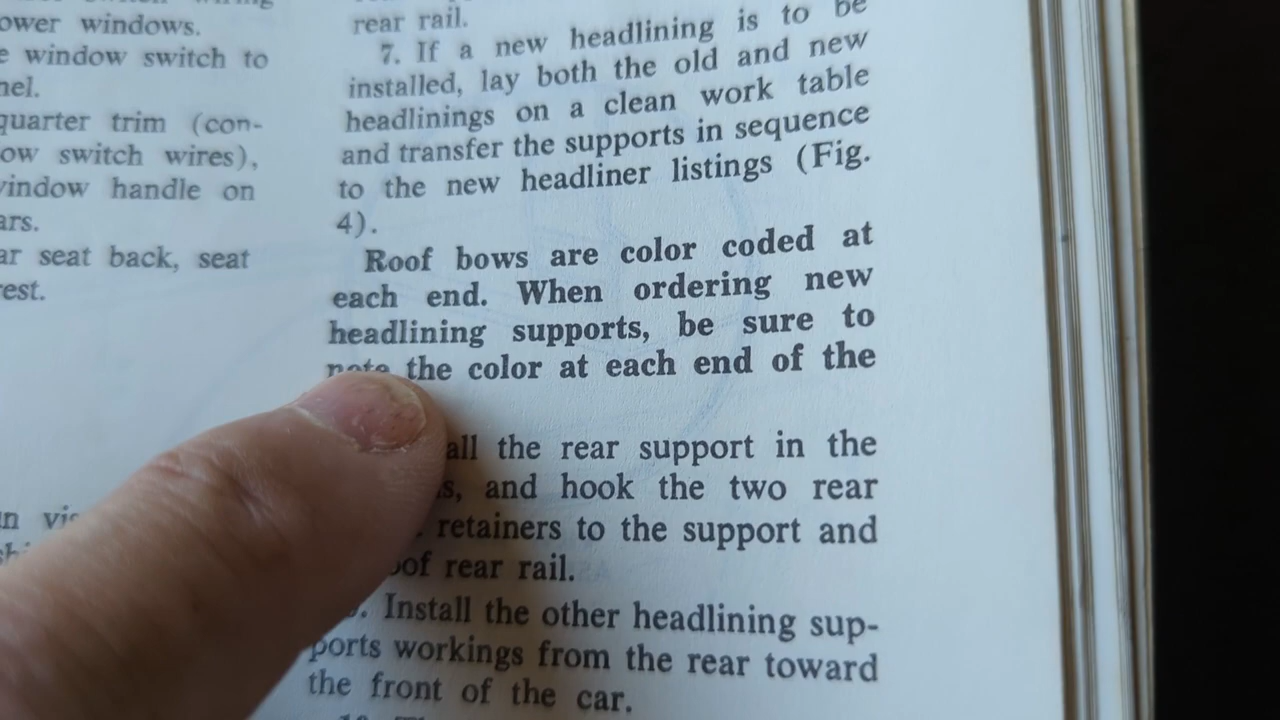 ower windows.
window switch to
nel.
quarter trim (con-
ow switch wires),
window handle on
ars.
ar seat back, seat
rest.
rear rail.
7. If a new headlining is to be
installed, lay both the old and new
headlinings on a clean work table
and transfer the supports in sequence
to the new headliner listings (Fig.
4).
Roof bows are color coded at
each end. When ordering new
headlining supports, be sure to
note the color at each end of the
all the rear support in the
s, and hook the two rear
retainers to the support and
oof rear rail.
. Install the other headlining sup-
ports workings from the rear toward
the front of the car.